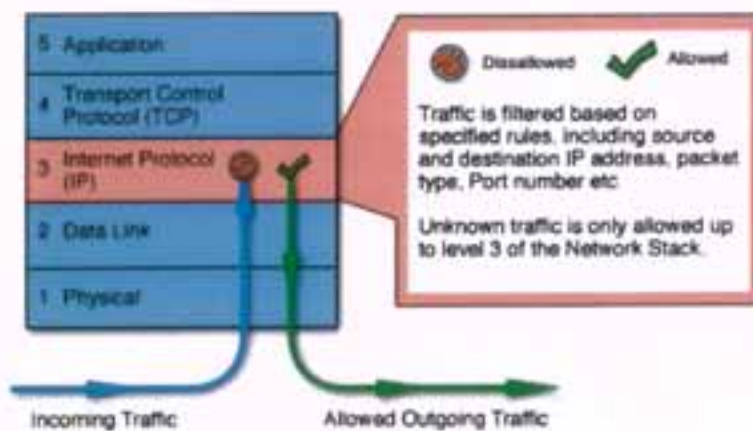 5 Application
4 Transport Control
Protocol (TCP)
3 Internet Protocol
(IP)
2 Data Link
1 Physical
Incoming Traffic
Allowed Outgoing Traffic
Dissallowed
Allowed
Traffic is filtered based on
specified rules, including source
and destination IP address, packet
type, Port number etc
Unknown traffic is only allowed up
to level 3 of the Network Stack.